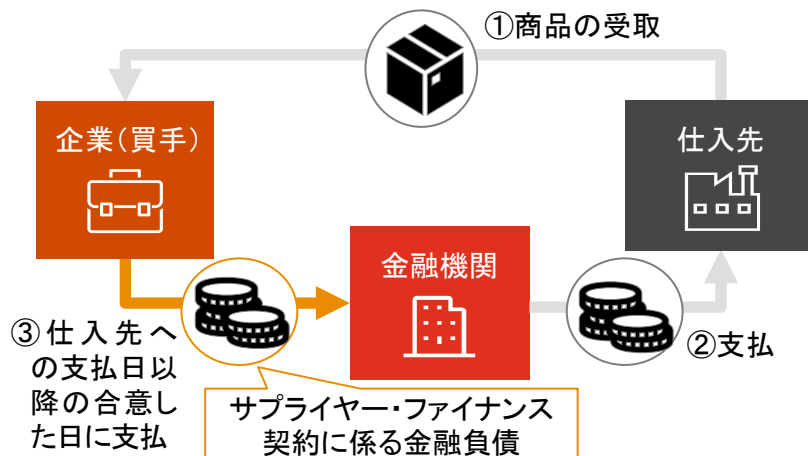 ①商品の受取
企業(買手)
仕入先
金融機関
②支払
③仕入先へ
の支払日以
降の合意し
た日に支払
サプライヤー・ファイナンス
契約に係る金融負債